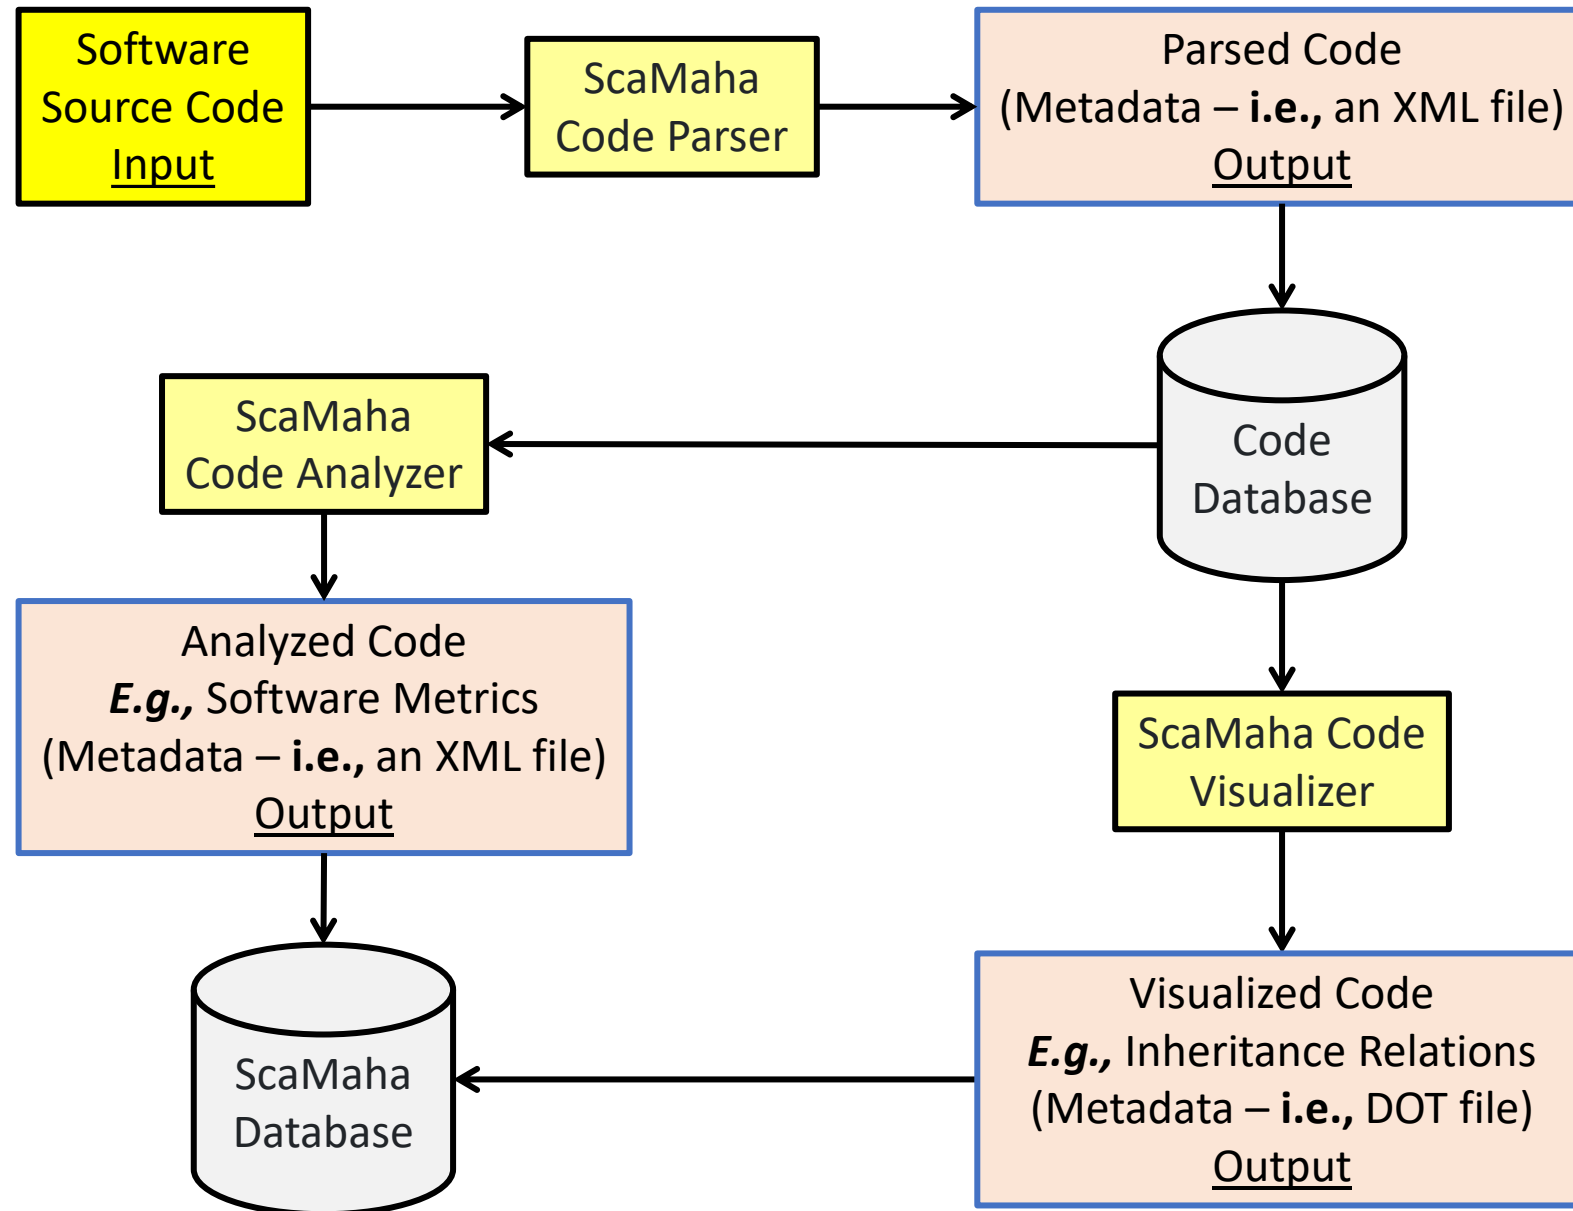 Software
Source Code
Input
ScaMaha
Code Parser
Parsed Code
(Metadata – i.e., an XML file)
Output
ScaMaha
Code Analyzer
Code
Database
Analyzed Code
E.g., Software Metrics
(Metadata – i.e., an XML file)
Output
ScaMaha Code
Visualizer
ScaMaha
Database
Visualized Code
E.g., Inheritance Relations
(Metadata – i.e., DOT file)
Output